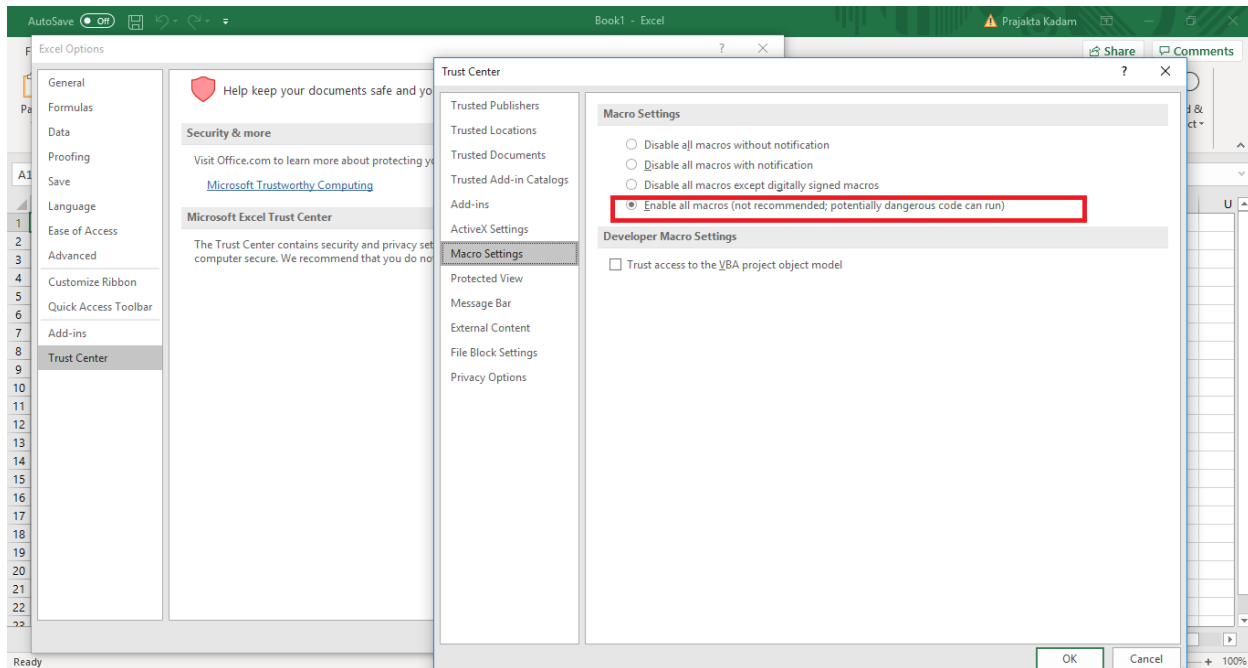 AutoSave Off
Book1 - Excel
Prajakta Kadam
Share
Comments
Excel Options
General
Formulas
Data
Proofing
Save
Language
Ease of Access
Advanced
Customize Ribbon
Quick Access Toolbar
Add-ins
Trust Center
Help keep your documents safe and yo
Security & more
Visit Office.com to learn more about protecting yo
Microsoft Trustworthy Computing
Microsoft Excel Trust Center
The Trust Center contains security and privacy set
computer secure. We recommend that you do no
Trust Center
Trusted Publishers
Trusted Locations
Trusted Documents
Trusted Add-in Catalogs
Add-ins
ActiveX Settings
Macro Settings
Protected View
Message Bar
External Content
File Block Settings
Privacy Options
Macro Settings
Disable all macros without notification
Disable all macros with notification
Disable all macros except digitally signed macros
Enable all macros (not recommended; potentially dangerous code can run)
Developer Macro Settings
Trust access to the VBA project object model
OK
Cancel
F
Pa
A1
U
1
2
3
4
5
6
7
8
9
10
11
12
13
14
15
16
17
18
19
20
21
22
23
d &
ct
Ready
100%